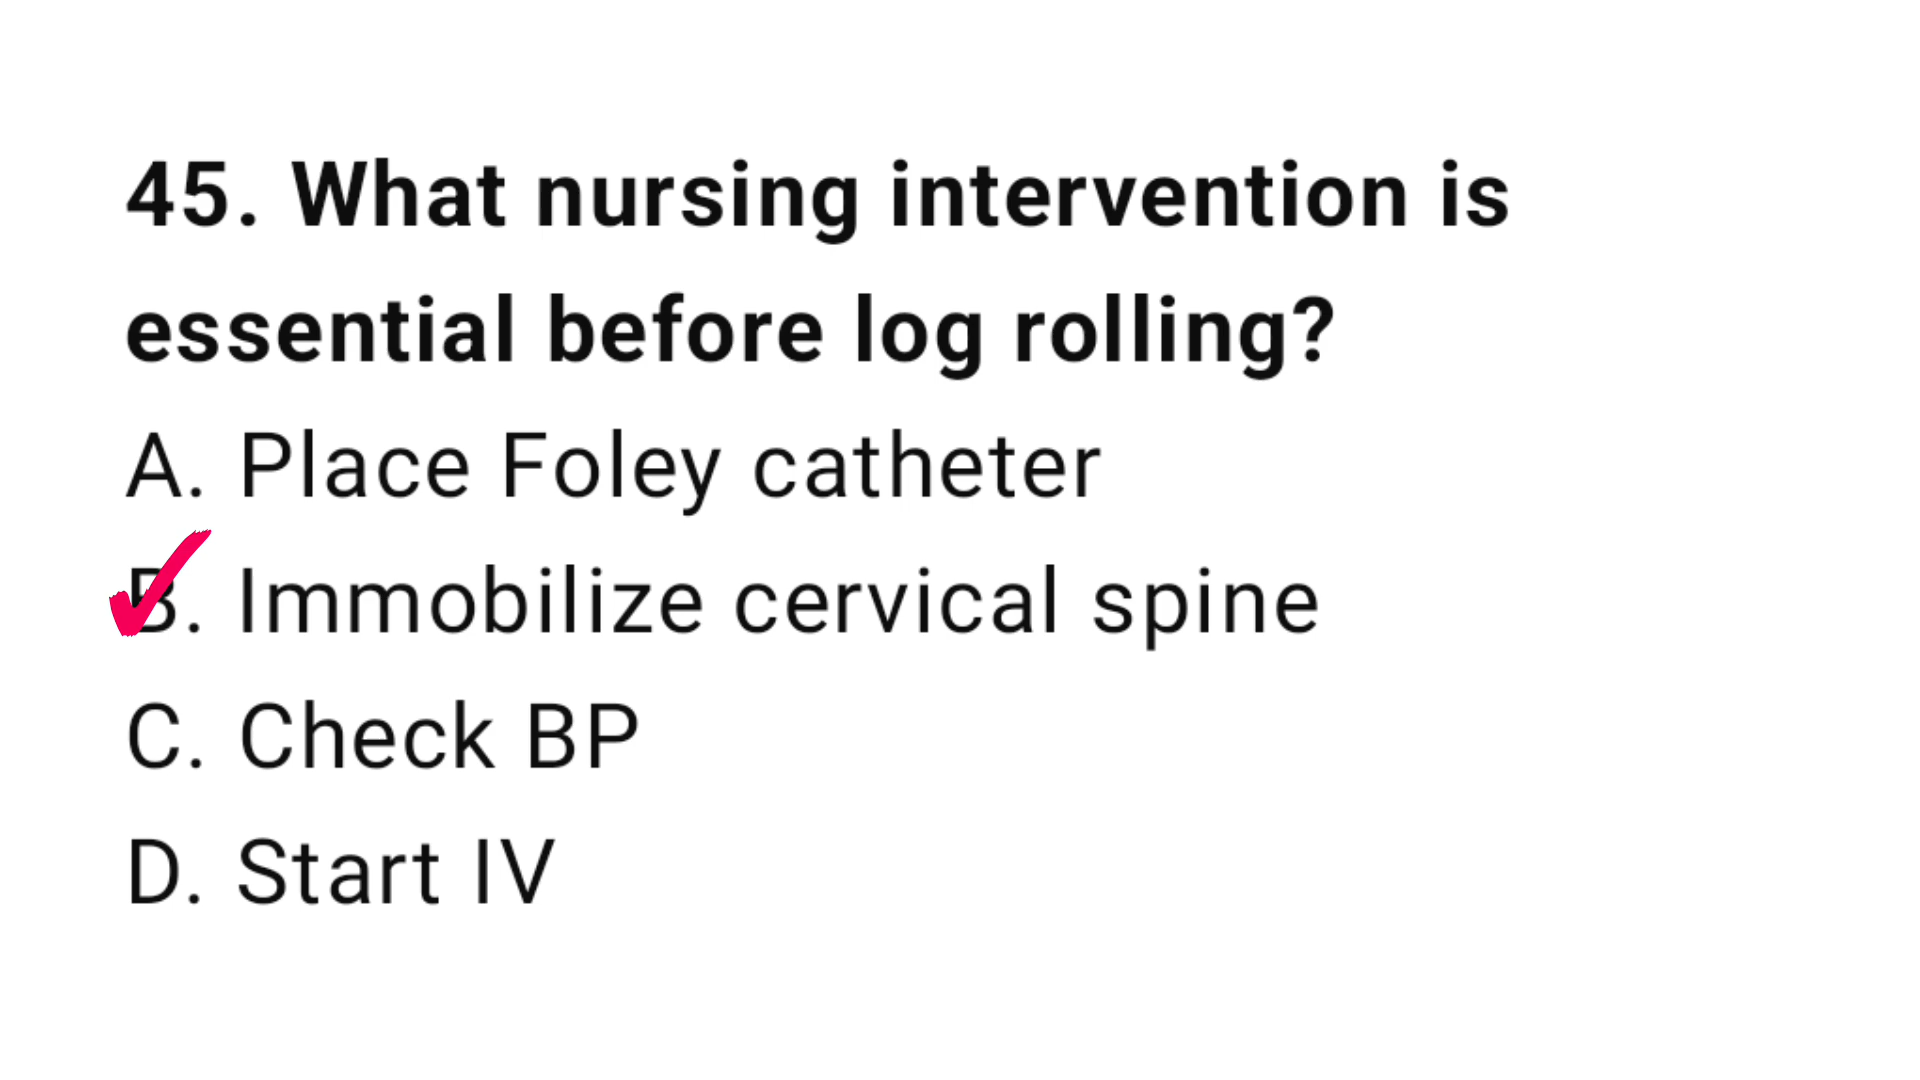 45. What nursing intervention is
essential before log rolling?
A. Place Foley catheter
B. Immobilize cervical spine
C. Check BP
D. Start IV